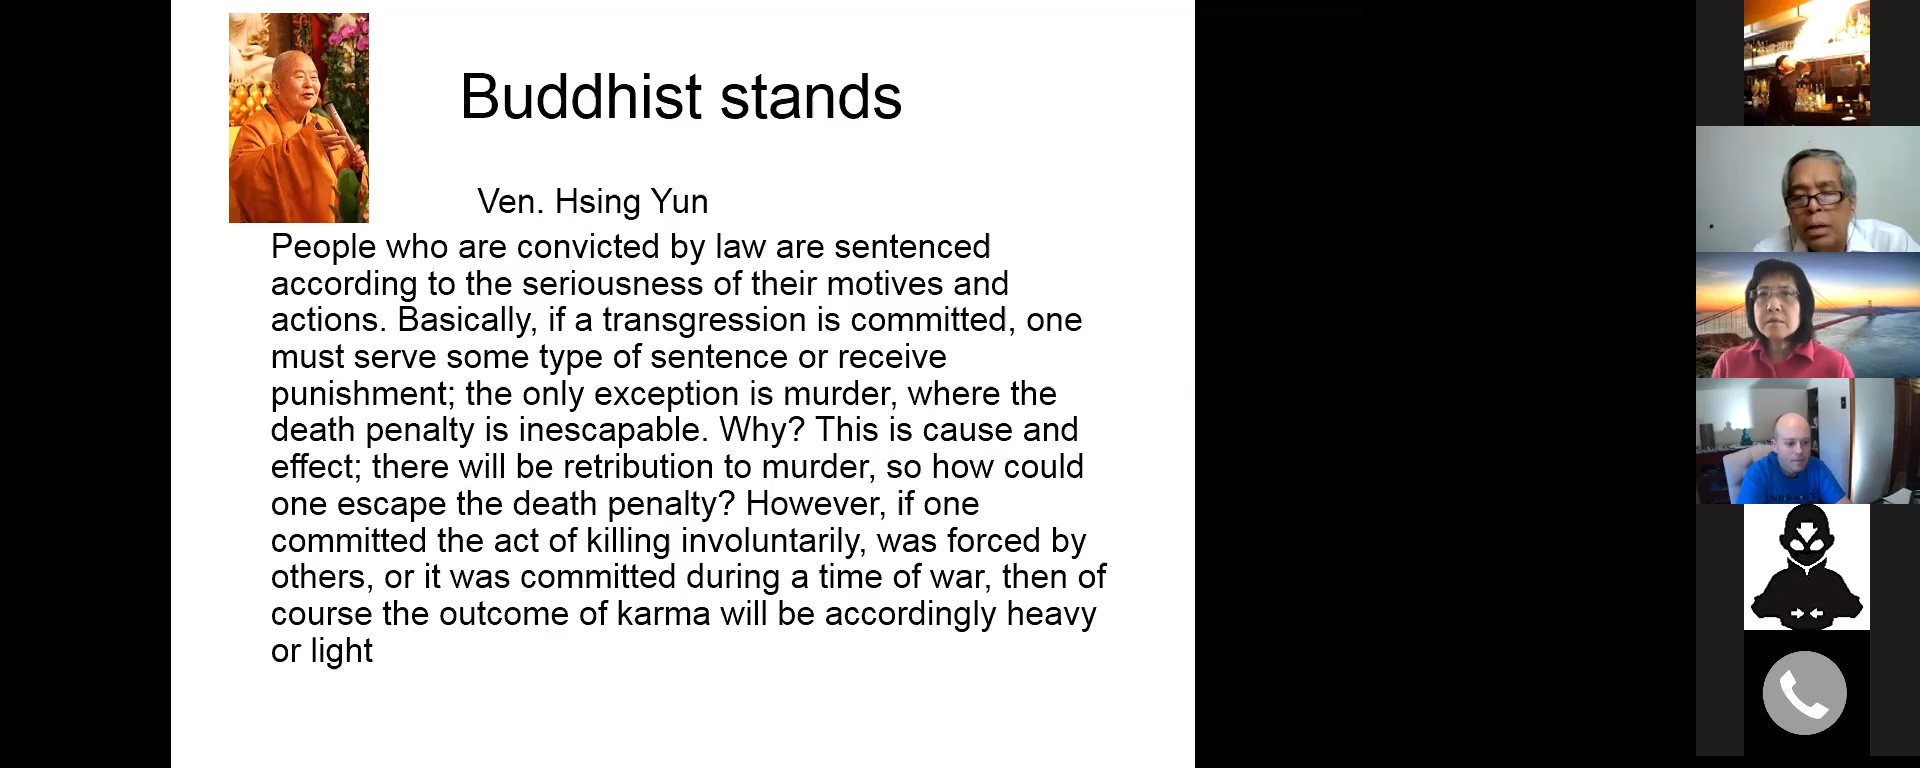 Buddhist stands
Ven. Hsing Yun
People who are convicted by law are sentenced
according to the seriousness of their motives and
actions. Basically, if a transgression is committed, one
must serve some type of sentence or receive
punishment; the only exception is murder, where the
death penalty is inescapable. Why? This is cause and
effect; there will be retribution to murder, so how could
one escape the death penalty? However, if one
committed the act of killing involuntarily, was forced by
others, or it was committed during a time of war, then of
course the outcome of karma will be accordingly heavy
or light